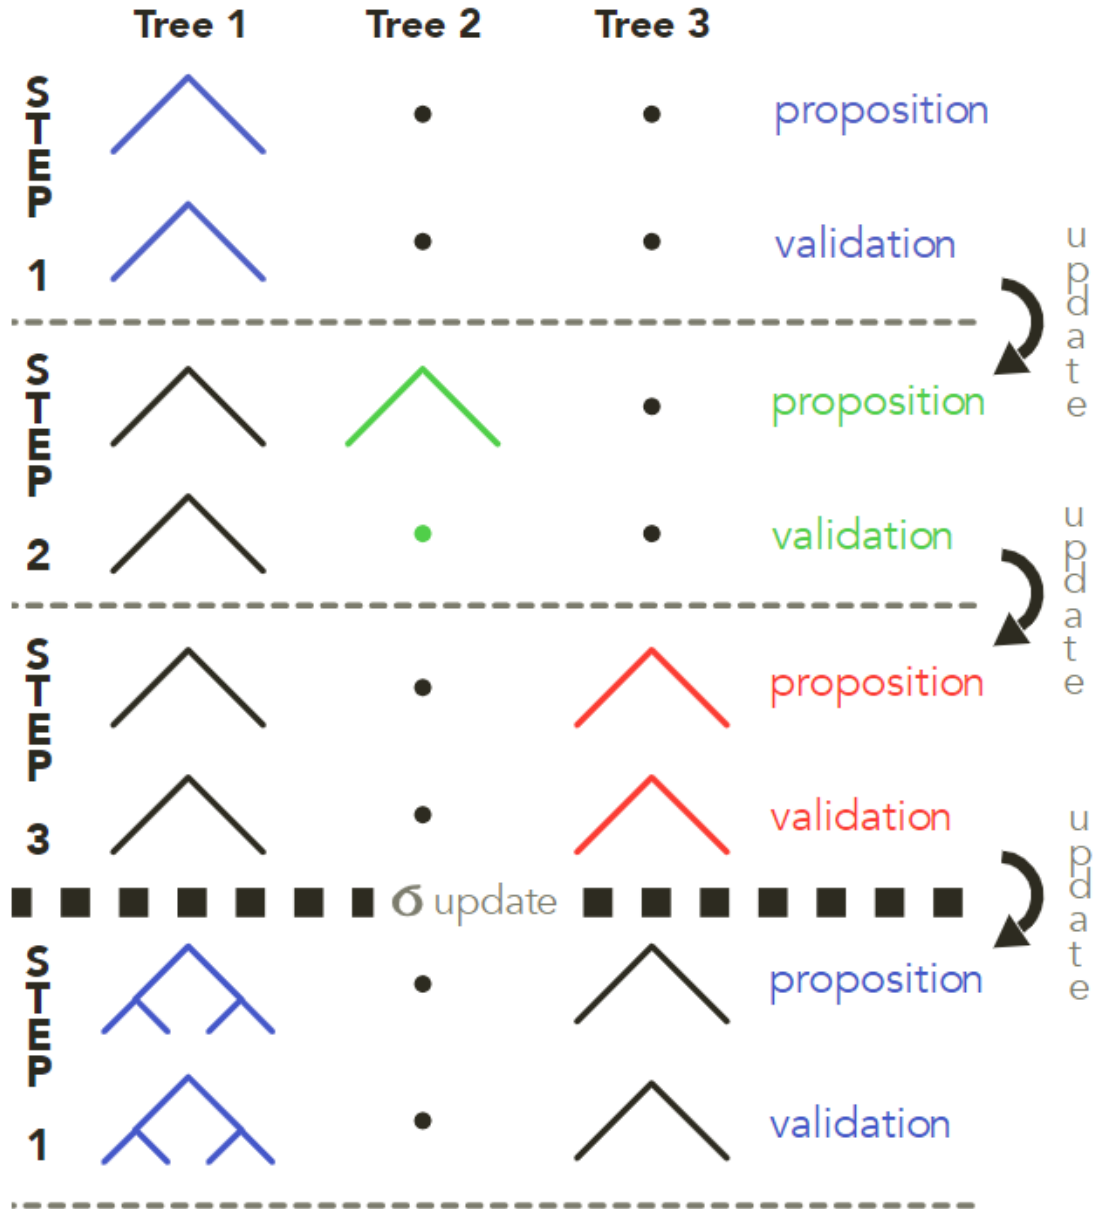 Tree 1 Tree 2 Tree 3
STEP 1
proposition
validation
update
STEP 2
proposition
validation
update
STEP 3
proposition
validation
update
σ update
STEP 1
proposition
validation